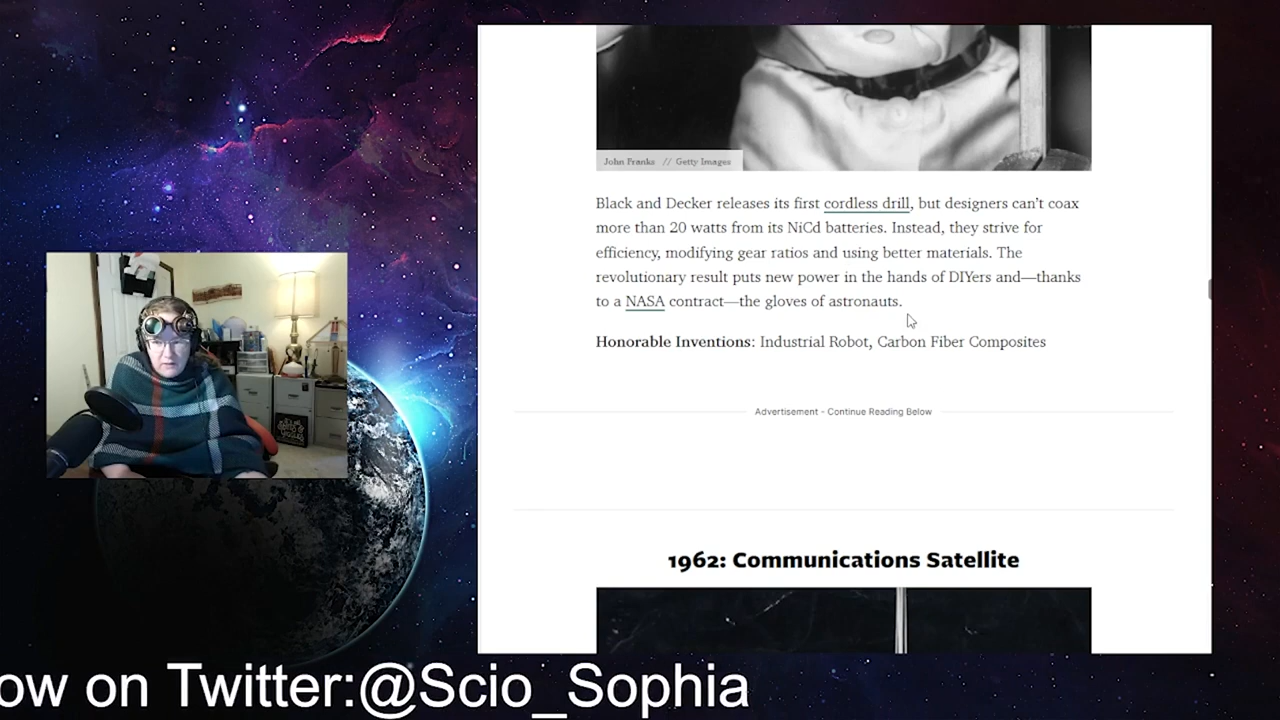 John Franks // Getty Images
Black and Decker releases its first cordless drill, but designers can't coax
more than 20 watts from its NiCd batteries. Instead, they strive for
efficiency, modifying gear ratios and using better materials. The
revolutionary result puts new power in the hands of DIYers and—thanks
to a NASA contract—the gloves of astronauts.
Honorable Inventions: Industrial Robot, Carbon Fiber Composites
Advertisement - Continue Reading Below
1962: Communications Satellite
ow on Twitter:@Scio_Sophia